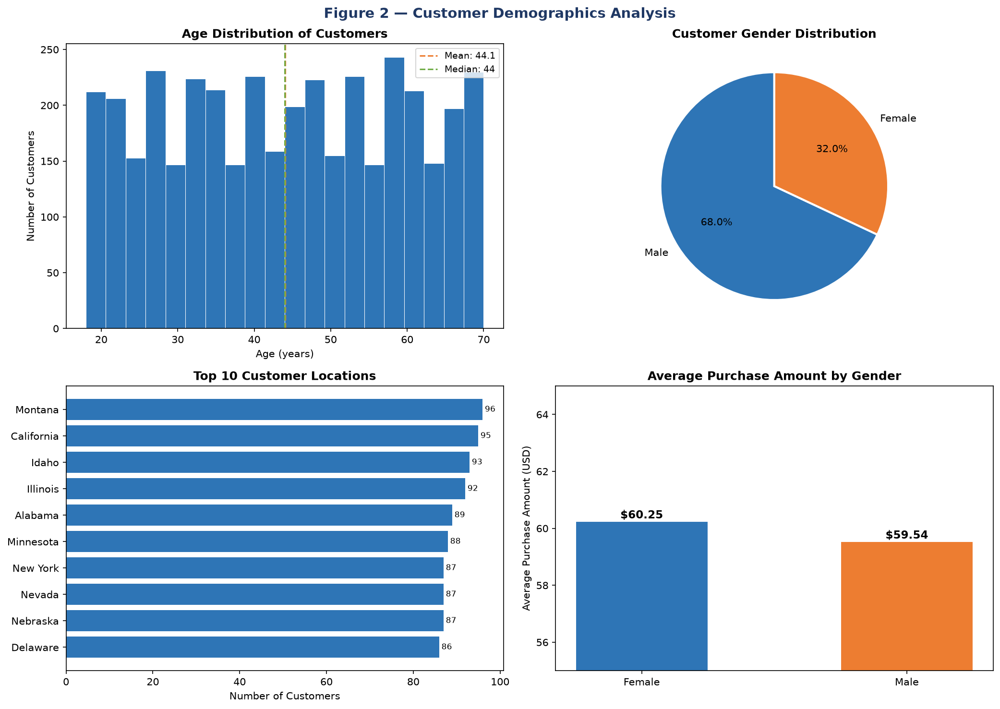 Figure 2 — Customer Demographics Analysis
Age Distribution of Customers
Number of Customers
250
200
150
100
50
0
Mean: 44.1
Median: 44
20 30 40 50 60 70
Age (years)
Customer Gender Distribution
Female
32.0%
68.0%
Male
Top 10 Customer Locations
Montana 96
California 95
Idaho 93
Illinois 92
Alabama 89
Minnesota 88
New York 87
Nevada 87
Nebraska 87
Delaware 86
0 20 40 60 80 100
Number of Customers
Average Purchase Amount by Gender
Average Purchase Amount (USD)
64
62
60
58
56
$60.25
$59.54
Female Male